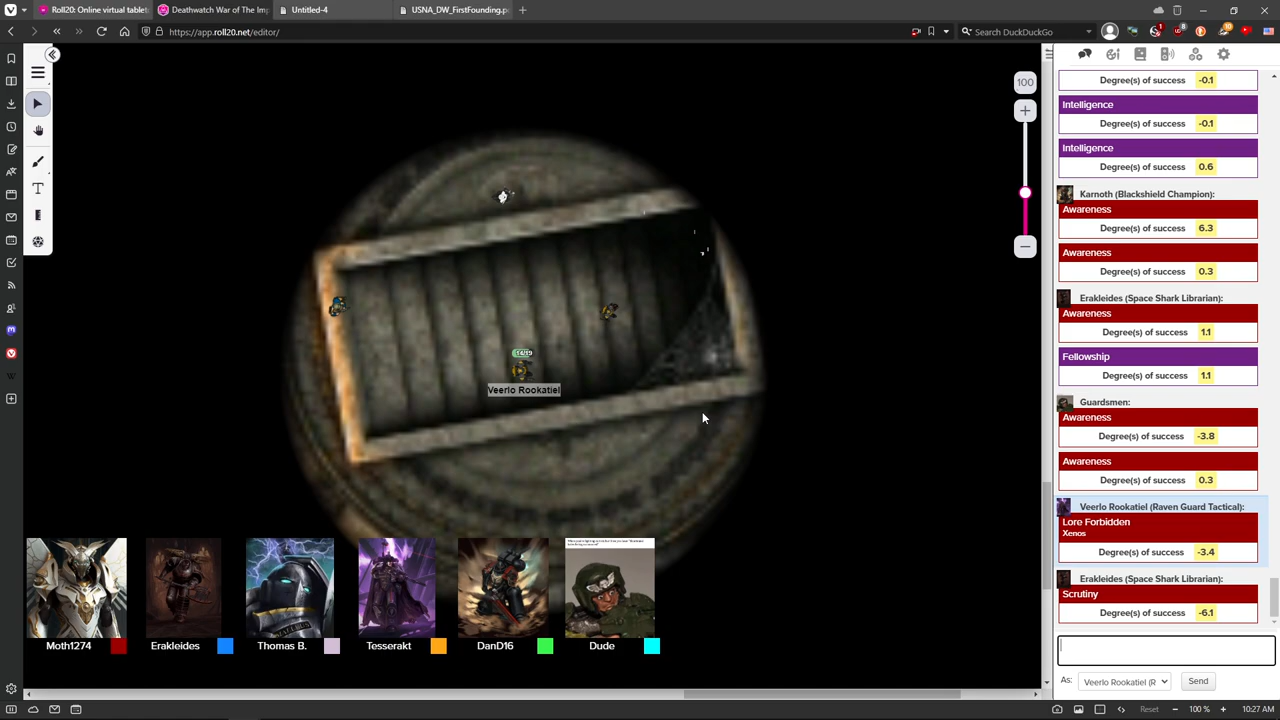 Roll20: Online virtual tablet
Deathwatch War of The Imp
Untitled-4
USNA_DW_FirstFounding.p
https://app.roll20.net/editor/
Search DuckDuckGo
100
14/19
Veerlo Rookatiel
Moth1274
Erakleides
Thomas B.
Tesserakt
DanD16
Dude
Degree(s) of success -0.1
Intelligence
Degree(s) of success -0.1
Intelligence
Degree(s) of success 0.6
Karnoth (Blackshield Champion):
Awareness
Degree(s) of success 6.3
Awareness
Degree(s) of success 0.3
Erakleides (Space Shark Librarian):
Awareness
Degree(s) of success 1.1
Fellowship
Degree(s) of success 1.1
Guardsmen:
Awareness
Degree(s) of success -3.8
Awareness
Degree(s) of success 0.3
Veerlo Rookatiel (Raven Guard Tactical):
Lore Forbidden
Xenos
Degree(s) of success -3.4
Erakleides (Space Shark Librarian):
Scrutiny
Degree(s) of success -6.1
As: Veerlo Rookatiel (R Send
Reset 100 % 10:27 AM